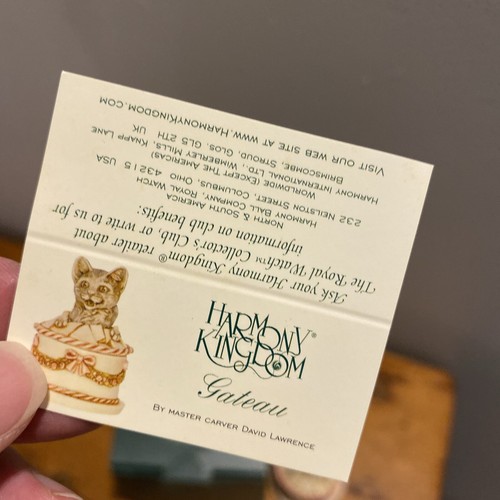 HARMONY
KINGDOM®
Gateau
BY MASTER CARVER DAVID LAWRENCE
Ask your Harmony Kingdom® retailer about
The Royal Watch™ Collector's Club, or write to us for
information on club benefits:
NORTH & SOUTH AMERICA
HARMONY BALL COMPANY, ROYAL WATCH
232 NEILSTON STREET, COLUMBUS, OHIO 43215 USA
WORLDWIDE (EXCEPT THE AMERICAS)
HARMONY INTERNATIONAL LTD., WIMBERLEY MILLS, KNAPP LANE
BRIMSCOMBE, STROUD, GLOS. GL5 2TH UK
VISIT OUR WEB SITE AT WWW.HARMONYKINGDOM.COM